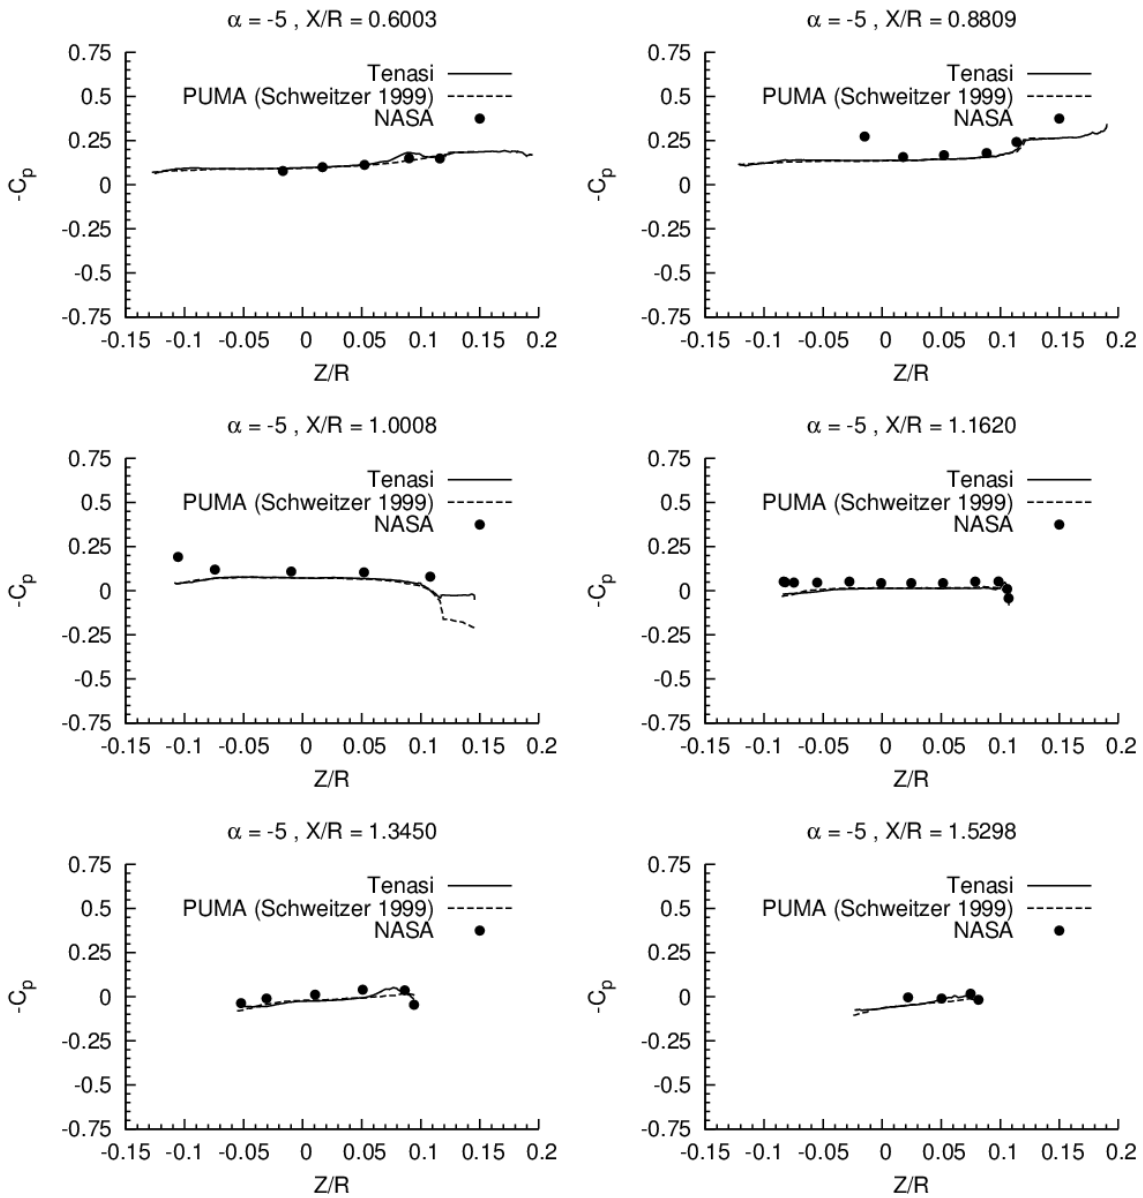 α = -5 , X/R = 0.6003
0.75
0.5
0.25
0
-0.25
-0.5
-0.75
-Cp
Tenasi
PUMA (Schweitzer 1999)
NASA
-0.15 -0.1 -0.05 0 0.05 0.1 0.15 0.2
Z/R
α = -5 , X/R = 0.8809
0.75
0.5
0.25
0
-0.25
-0.5
-0.75
-Cp
Tenasi
PUMA (Schweitzer 1999)
NASA
-0.15 -0.1 -0.05 0 0.05 0.1 0.15 0.2
Z/R
α = -5 , X/R = 1.0008
0.75
0.5
0.25
0
-0.25
-0.5
-0.75
-Cp
Tenasi
PUMA (Schweitzer 1999)
NASA
-0.15 -0.1 -0.05 0 0.05 0.1 0.15 0.2
Z/R
α = -5 , X/R = 1.1620
0.75
0.5
0.25
0
-0.25
-0.5
-0.75
-Cp
Tenasi
PUMA (Schweitzer 1999)
NASA
-0.15 -0.1 -0.05 0 0.05 0.1 0.15 0.2
Z/R
α = -5 , X/R = 1.3450
0.75
0.5
0.25
0
-0.25
-0.5
-0.75
-Cp
Tenasi
PUMA (Schweitzer 1999)
NASA
-0.15 -0.1 -0.05 0 0.05 0.1 0.15 0.2
Z/R
α = -5 , X/R = 1.5298
0.75
0.5
0.25
0
-0.25
-0.5
-0.75
-Cp
Tenasi
PUMA (Schweitzer 1999)
NASA
-0.15 -0.1 -0.05 0 0.05 0.1 0.15 0.2
Z/R